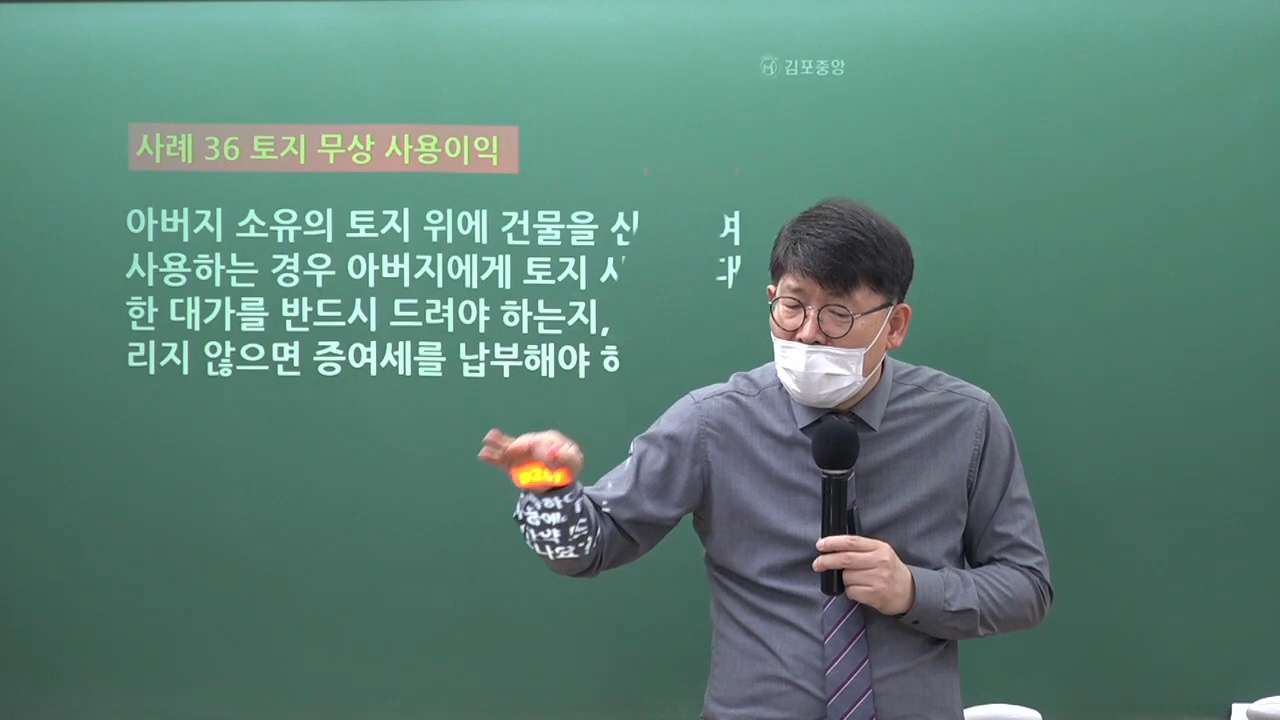 김포중앙
사례 36 토지 무상 사용이익
아버지 소유의 토지 위에 건물을
사용하는 경우 아버지에게 토지
한 대가를 반드시 드려야 하는지,
리지 않으면 증여세를 납부해야